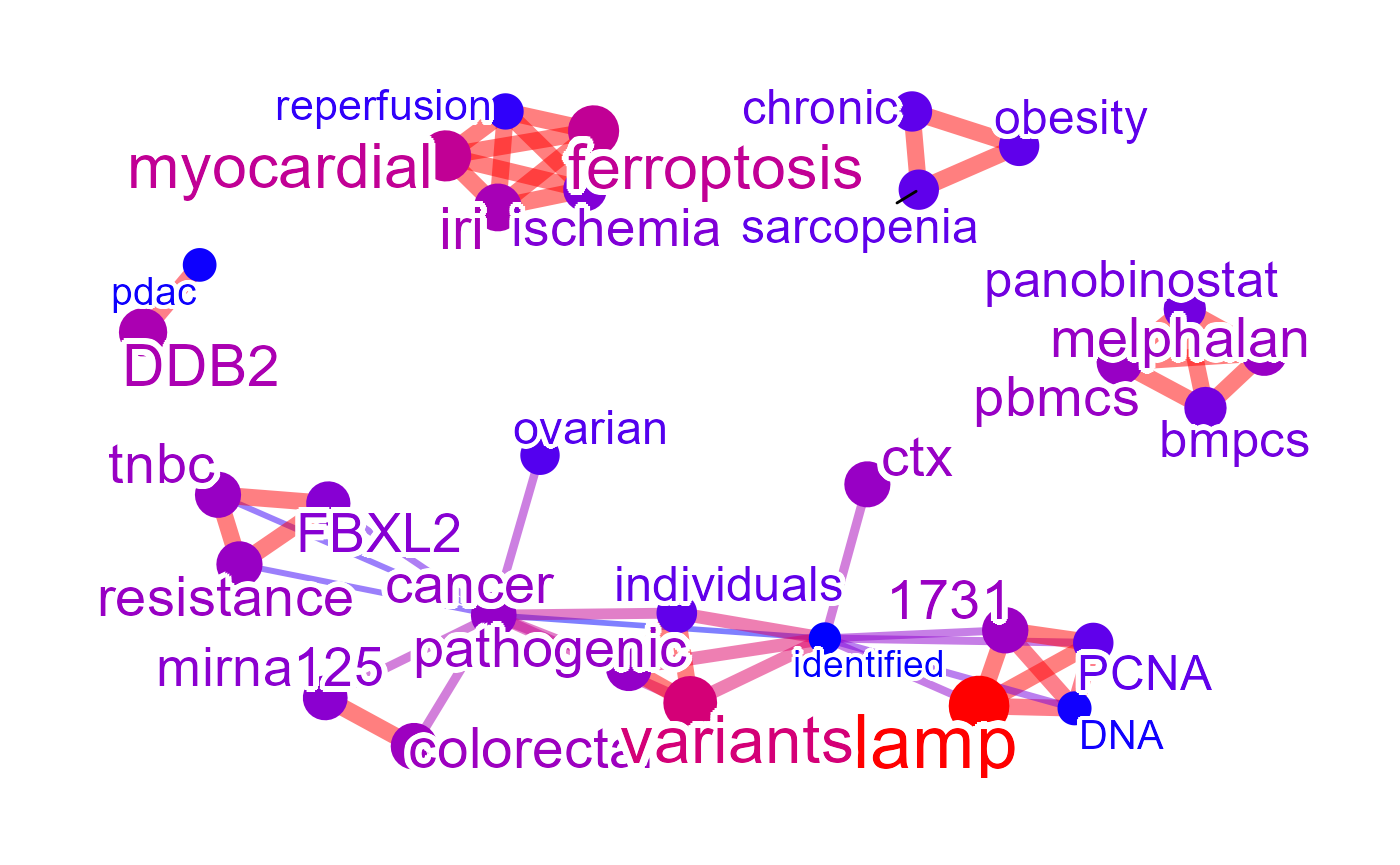 reperfusion
chronic
obesity
myocardial
ferroptosis
iri
ischemia
sarcopenia
pdac
panobinostat
DDB2
melphalan
pbmcs
ovarian
bmpcs
tnbc
ctx
FBXL2
resistance
cancer
individuals
1731
mirna125
pathogenic
identified
PCNA
colorectal
variants
lamp
DNA